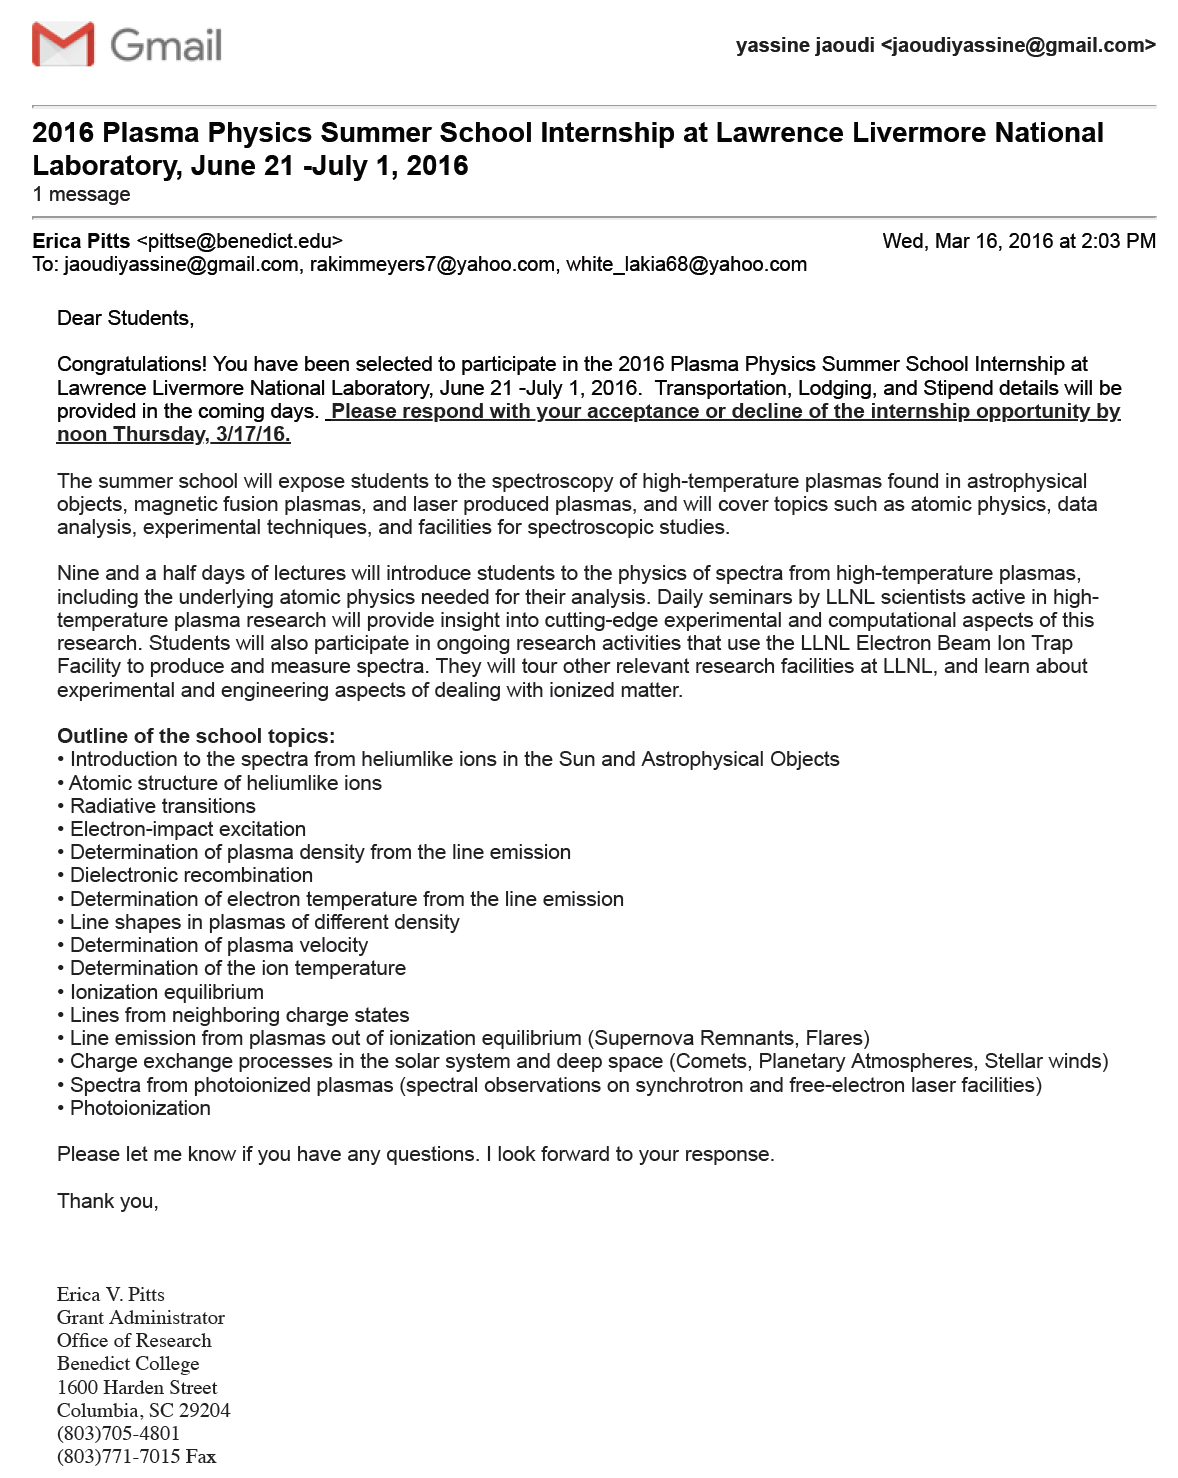 Gmail
yassine jaoudi <jaoudiyassine@gmail.com>
2016 Plasma Physics Summer School Internship at Lawrence Livermore National
Laboratory, June 21 -July 1, 2016
1 message
Erica Pitts <pittse@benedict.edu>
Wed, Mar 16, 2016 at 2:03 PM
To: jaoudiyassine@gmail.com, rakimmeyers7@yahoo.com, white_lakia68@yahoo.com
Dear Students,
Congratulations! You have been selected to participate in the 2016 Plasma Physics Summer School Internship at
Lawrence Livermore National Laboratory, June 21 -July 1, 2016.  Transportation, Lodging, and Stipend details will be
provided in the coming days.  Please respond with your acceptance or decline of the internship opportunity by
noon Thursday, 3/17/16.
The summer school will expose students to the spectroscopy of high-temperature plasmas found in astrophysical
objects, magnetic fusion plasmas, and laser produced plasmas, and will cover topics such as atomic physics, data
analysis, experimental techniques, and facilities for spectroscopic studies.
Nine and a half days of lectures will introduce students to the physics of spectra from high-temperature plasmas,
including the underlying atomic physics needed for their analysis. Daily seminars by LLNL scientists active in high-
temperature plasma research will provide insight into cutting-edge experimental and computational aspects of this
research. Students will also participate in ongoing research activities that use the LLNL Electron Beam Ion Trap
Facility to produce and measure spectra. They will tour other relevant research facilities at LLNL, and learn about
experimental and engineering aspects of dealing with ionized matter.
Outline of the school topics:
• Introduction to the spectra from heliumlike ions in the Sun and Astrophysical Objects
• Atomic structure of heliumlike ions
• Radiative transitions
• Electron-impact excitation
• Determination of plasma density from the line emission
• Dielectronic recombination
• Determination of electron temperature from the line emission
• Line shapes in plasmas of different density
• Determination of plasma velocity
• Determination of the ion temperature
• Ionization equilibrium
• Lines from neighboring charge states
• Line emission from plasmas out of ionization equilibrium (Supernova Remnants, Flares)
• Charge exchange processes in the solar system and deep space (Comets, Planetary Atmospheres, Stellar winds)
• Spectra from photoionized plasmas (spectral observations on synchrotron and free-electron laser facilities)
• Photoionization
Please let me know if you have any questions. I look forward to your response.
Thank you,
Erica V. Pitts
Grant Administrator
Office of Research
Benedict College
1600 Harden Street
Columbia, SC 29204
(803)705-4801
(803)771-7015 Fax